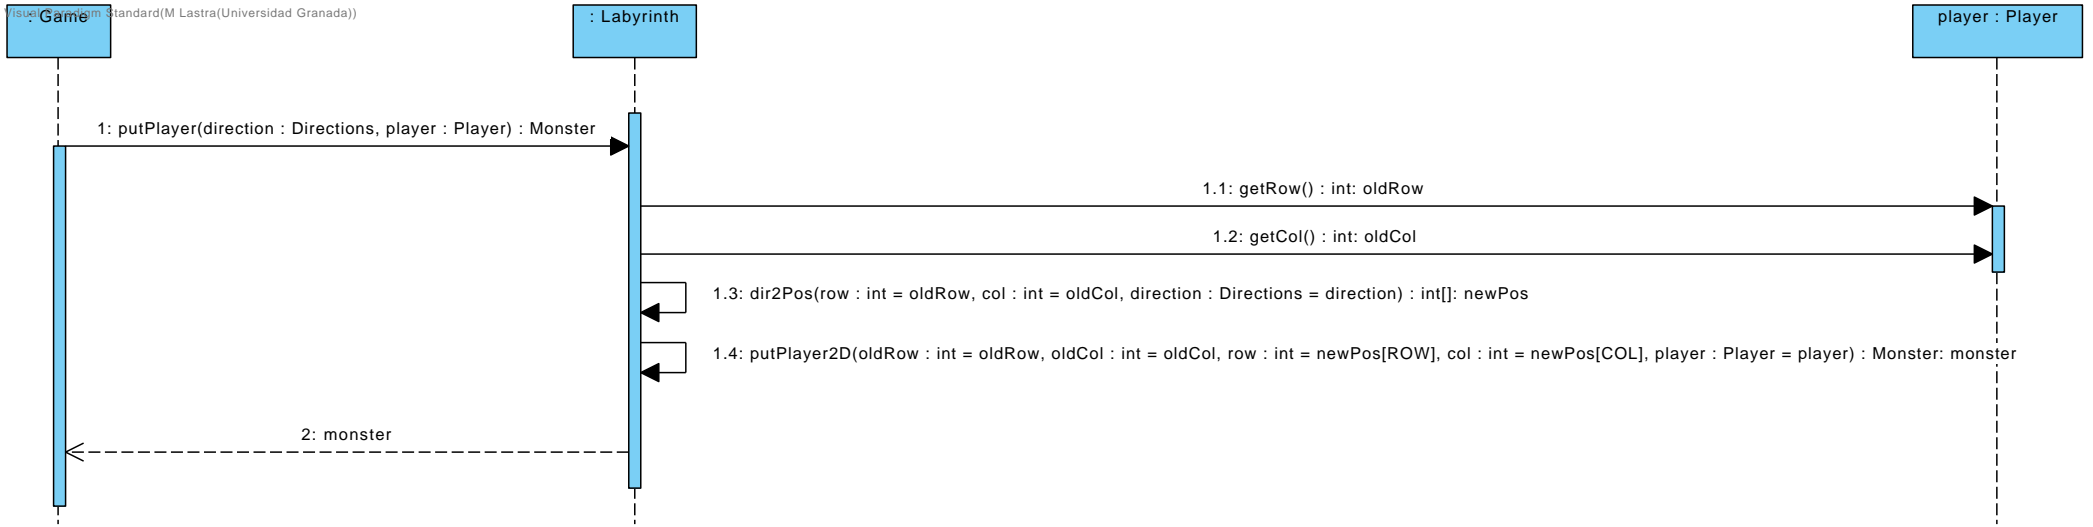 Visual Paradigm Standard(M Lastra(Universidad Granada))
: Game
: Labyrinth
player : Player
1: putPlayer(direction : Directions, player : Player) : Monster
1.1: getRow() : int: oldRow
1.2: getCol() : int: oldCol
1.3: dir2Pos(row : int = oldRow, col : int = oldCol, direction : Directions = direction) : int[]: newPos
1.4: putPlayer2D(oldRow : int = oldRow, oldCol : int = oldCol, row : int = newPos[ROW], col : int = newPos[COL], player : Player = player) : Monster: monster
2: monster